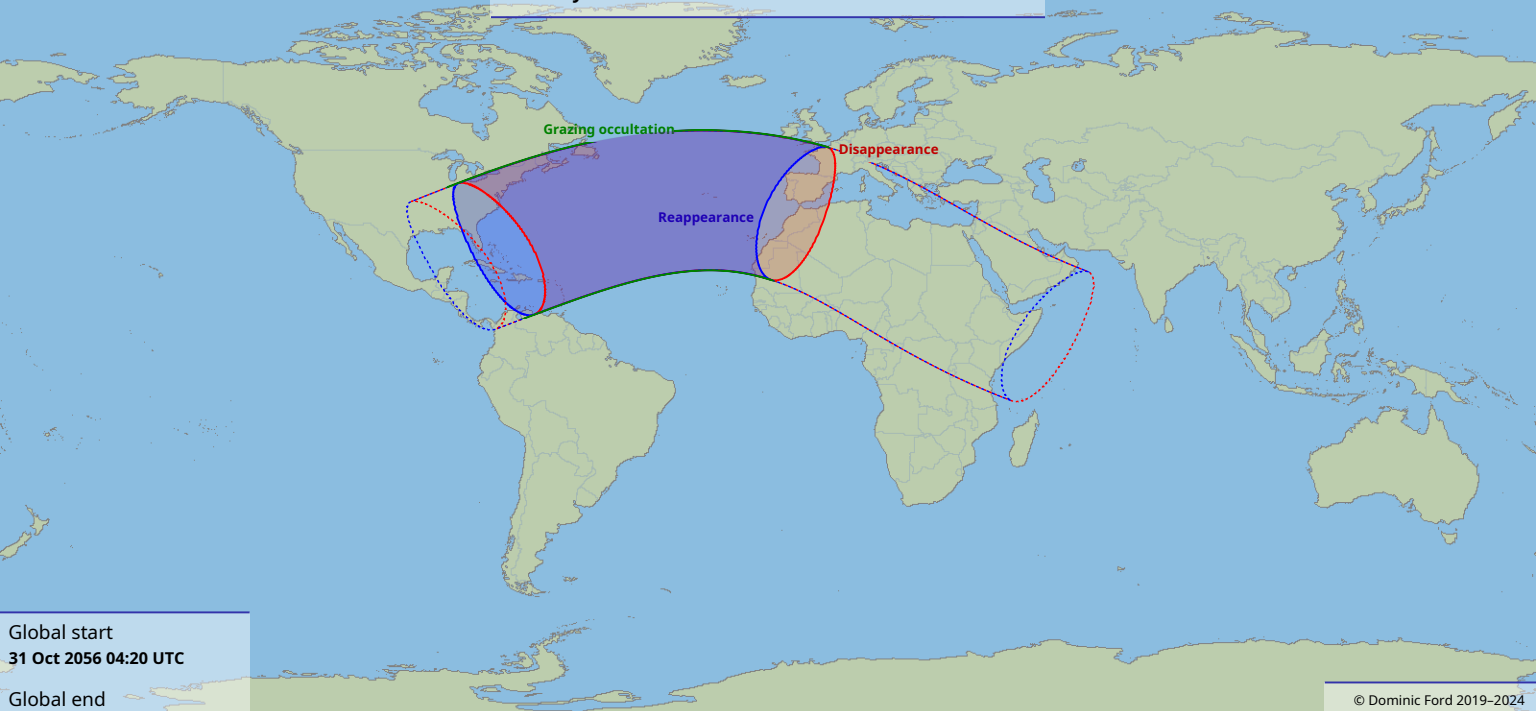 Grazing occultation
Disappearance
Reappearance
Global start
31 Oct 2056 04:20 UTC
Global end
© Dominic Ford 2019–2024